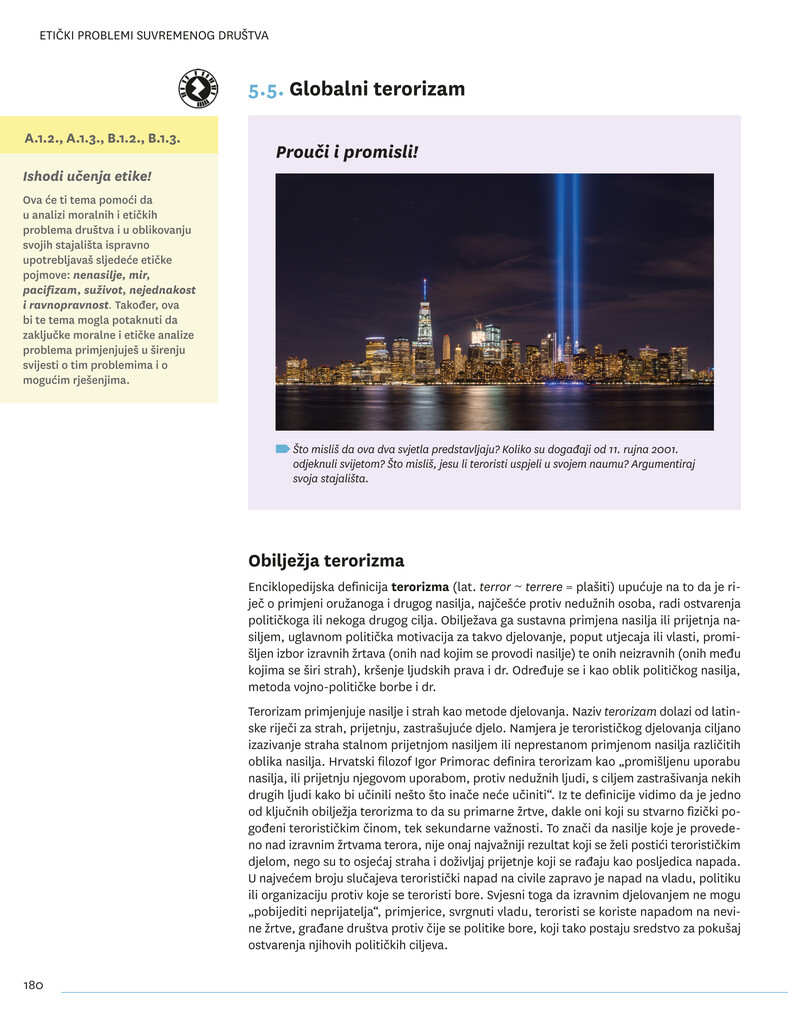 ETIČKI PROBLEMI SUVREMENOG DRUŠTVA
5.5. Globalni terorizam
A.1.2., A.1.3., B.1.2., B.1.3.
Ishodi učenja etike!
Ova će ti tema pomoći da
u analizi moralnih i etičkih
problema društva i u oblikovanju
svojih stajališta ispravno
upotrebljavaš sljedeće etičke
pojmove: nenasilje, mir,
pacifizam, suživot, nejednakost
i ravnopravnost. Također, ova
bi te tema mogla potaknuti da
zaključke moralne i etičke analize
problema primjenjuješ u širenju
svijesti o tim problemima i o
mogućim rješenjima.
Prouči i promisli!
Što misliš da ova dva svjetla predstavljaju? Koliko su događaji od 11. rujna 2001.
odjeknuli svijetom? Što misliš, jesu li teroristi uspjeli u svojem naumu? Argumentiraj
svoja stajališta.
Obilježja terorizma
Enciklopedijska definicija terorizma (lat. terror ~ terrere = plašiti) upućuje na to da je ri-
ječ o primjeni oružanoga i drugog nasilja, najčešće protiv nedužnih osoba, radi ostvarenja
političkoga ili nekoga drugog cilja. Obilježava ga sustavna primjena nasilja ili prijetnja na-
siljem, uglavnom politička motivacija za takvo djelovanje, poput utjecaja ili vlasti, promi-
šljen izbor izravnih žrtava (onih nad kojim se provodi nasilje) te onih neizravnih (onih među
kojima se širi strah), kršenje ljudskih prava i dr. Određuje se i kao oblik političkog nasilja,
metoda vojno-političke borbe i dr.
Terorizam primjenjuje nasilje i strah kao metode djelovanja. Naziv terorizam dolazi od latin-
ske riječi za strah, prijetnju, zastrašujuće djelo. Namjera je terorističkog djelovanja ciljano
izazivanje straha stalnom prijetnjom nasiljem ili neprestanom primjenom nasilja različitih
oblika nasilja. Hrvatski filozof Igor Primorac definira terorizam kao „promišljenu uporabu
nasilja, ili prijetnju njegovom uporabom, protiv nedužnih ljudi, s ciljem zastrašivanja nekih
drugih ljudi kako bi učinili nešto što inače neće učiniti“. Iz te definicije vidimo da je jedno
od ključnih obilježja terorizma to da su primarne žrtve, dakle oni koji su stvarno fizički po-
gođeni terorističkim činom, tek sekundarne važnosti. To znači da nasilje koje je provede-
no nad izravnim žrtvama terora, nije onaj najvažniji rezultat koji se želi postići terorističkim
djelom, nego su to osjećaj straha i doživljaj prijetnje koji se rađaju kao posljedica napada.
U najvećem broju slučajeva teroristički napad na civile zapravo je napad na vladu, politiku
ili organizaciju protiv koje se teroristi bore. Svjesni toga da izravnim djelovanjem ne mogu
„pobijediti neprijatelja“, primjerice, svrgnuti vladu, teroristi se koriste napadom na nevi-
ne žrtve, građane društva protiv čije se politike bore, koji tako postaju sredstvo za pokušaj
ostvarenja njihovih političkih ciljeva.
180